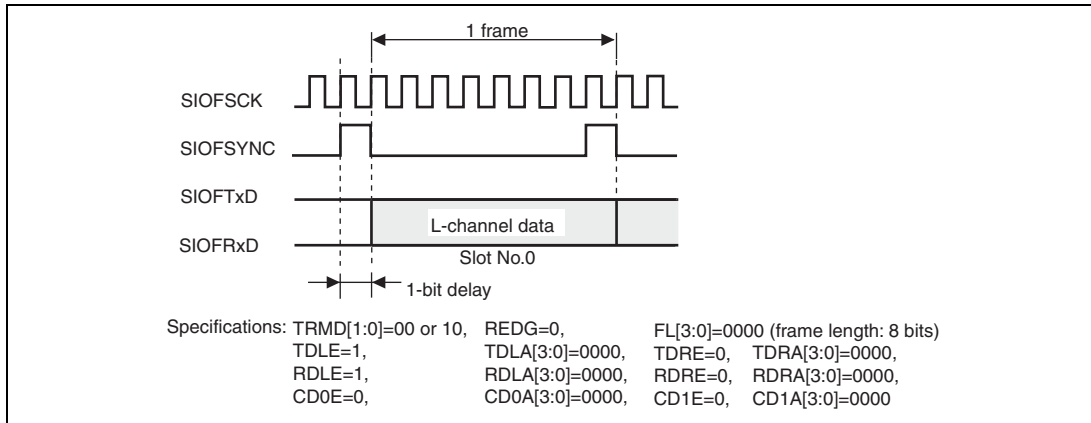 1 frame
SIOFSCK
SIOFSYNC
SIOFTxD
L-channel data
SIOFRxD
Slot No.0
1-bit delay
Specifications: TRMD[1:0]=00 or 10, REDG=0, FL[3:0]=0000 (frame length: 8 bits)
TDLE=1, TDLA[3:0]=0000, TDRE=0, TDRA[3:0]=0000,
RDLE=1, RDLA[3:0]=0000, RDRE=0, RDRA[3:0]=0000,
CD0E=0, CD0A[3:0]=0000, CD1E=0, CD1A[3:0]=0000